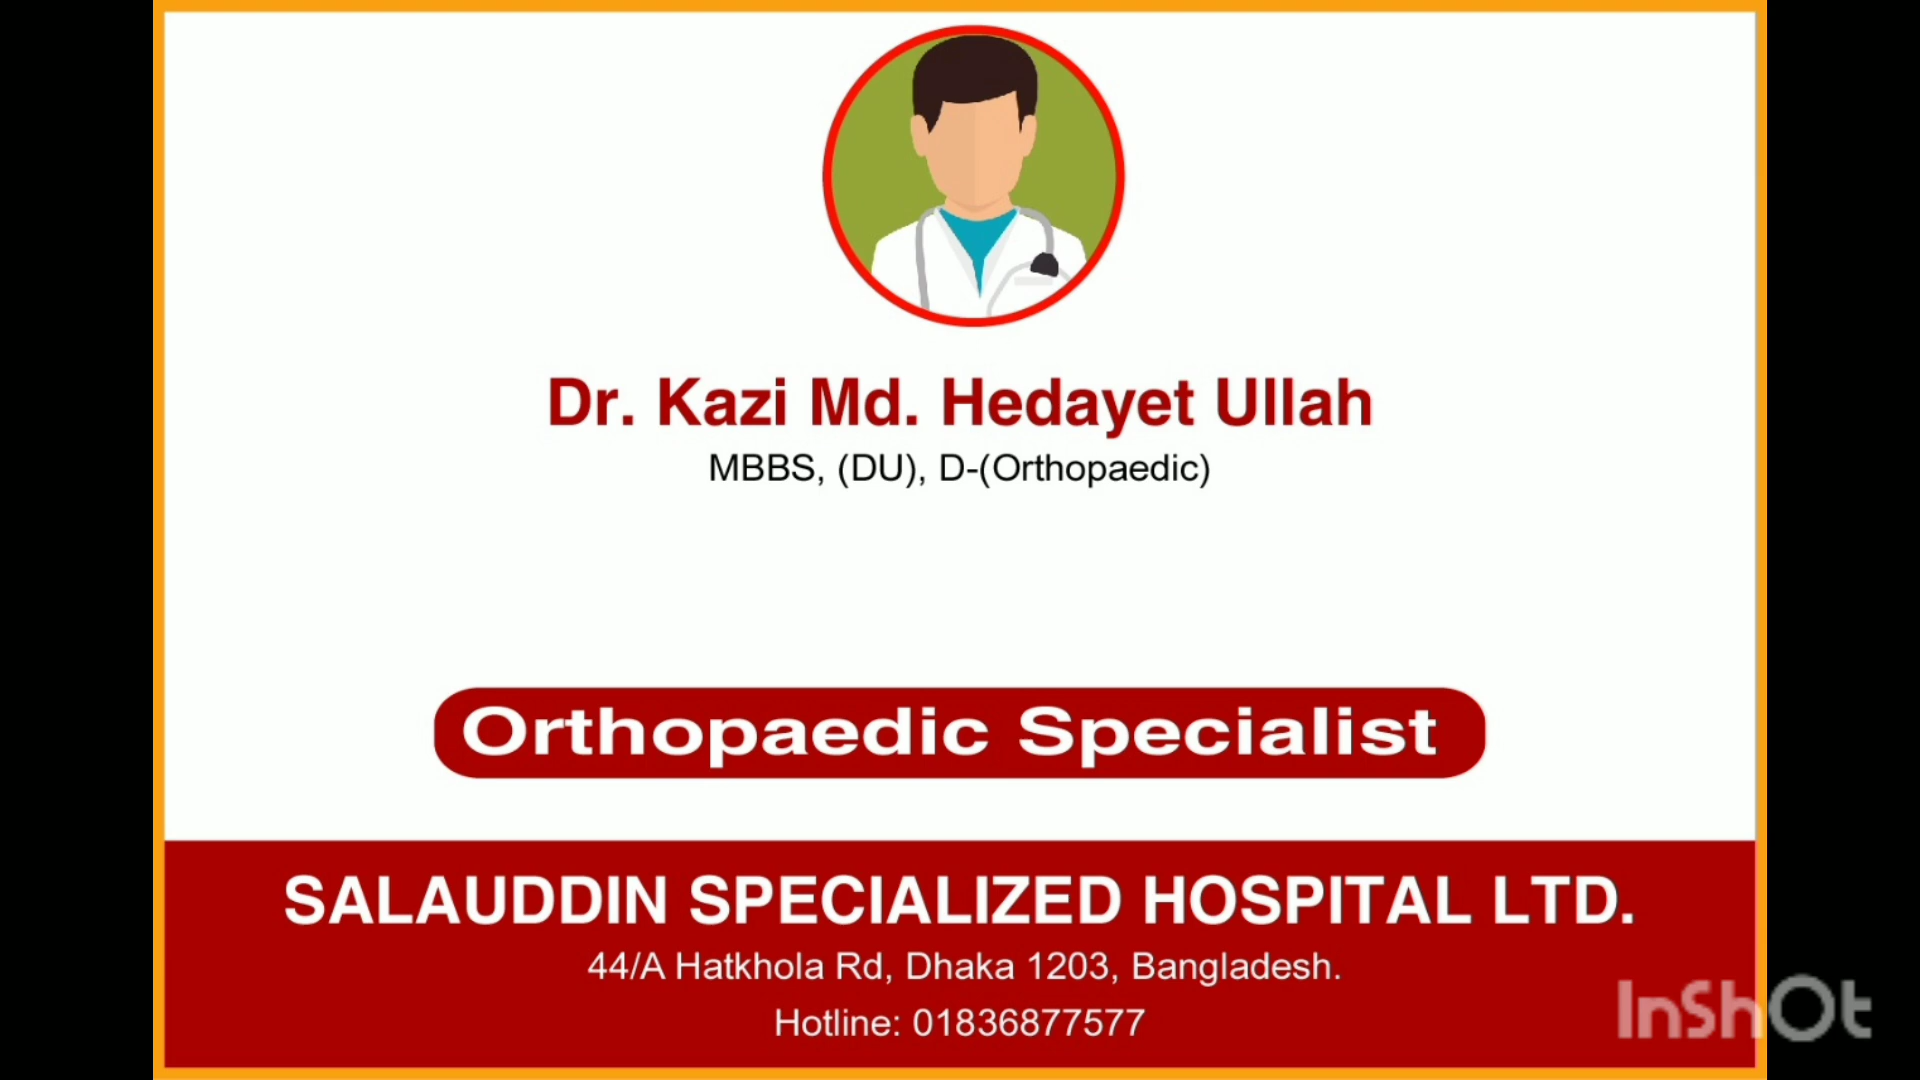 Dr. Kazi Md. Hedayet Ullah
MBBS, (DU), D-(Orthopaedic)
Orthopaedic Specialist
SALAUDDIN SPECIALIZED HOSPITAL LTD.
44/A Hatkhola Rd, Dhaka 1203, Bangladesh.
Hotline: 01836877577
InShOt